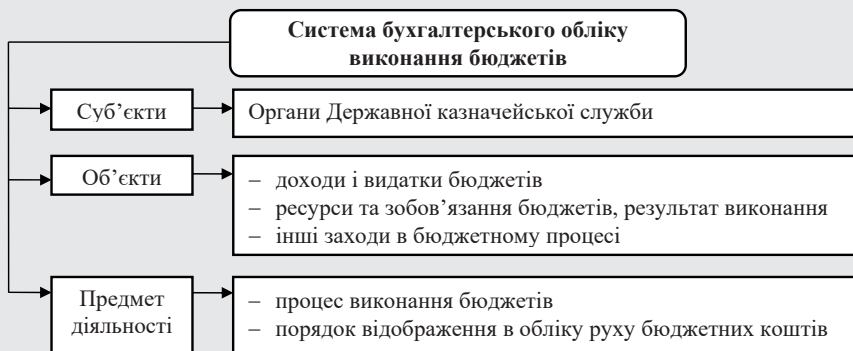 Система бухгалтерського обліку
виконання бюджетів
Суб’єкти
Органи Державної казначейської служби
Об’єкти
– доходи і видатки бюджетів
– ресурси та зобов’язання бюджетів, результат виконання
– інші заходи в бюджетному процесі
Предмет
діяльності
– процес виконання бюджетів
– порядок відображення в обліку руху бюджетних коштів